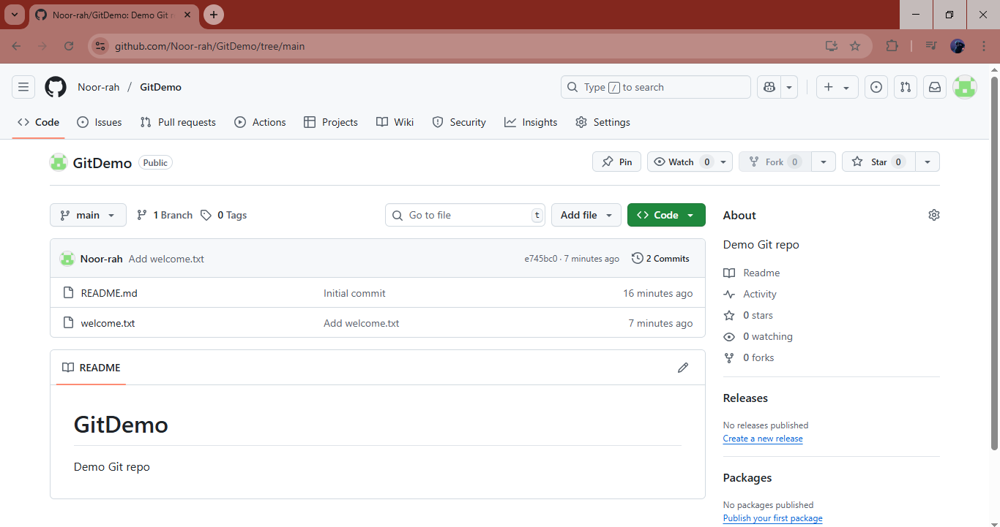 Noor-rah/GitDemo: Demo Git r
github.com/Noor-rah/GitDemo/tree/main
Noor-rah / GitDemo
Type / to search
Code Issues Pull requests Actions Projects Wiki Security Insights Settings
GitDemo Public
Pin Watch 0 Fork 0 Star 0
main 1 Branch 0 Tags
Go to file t
Add file
Code
Noor-rah Add welcome.txt e745bc0 · 7 minutes ago 2 Commits
README.md Initial commit 16 minutes ago
welcome.txt Add welcome.txt 7 minutes ago
README
GitDemo
Demo Git repo
About
Demo Git repo
Readme
Activity
0 stars
0 watching
0 forks
Releases
No releases published
Create a new release
Packages
No packages published
Publish your first package